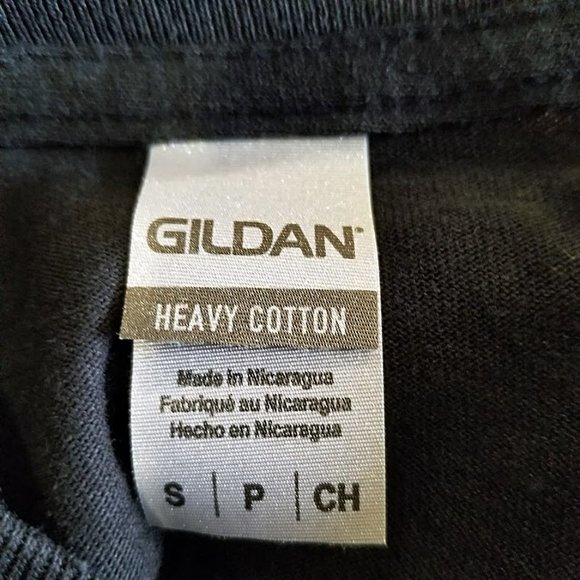 GILDAN
HEAVY COTTON
Made in Nicaragua
Fabriqué au Nicaragua
Hecho en Nicaragua
S | P | CH